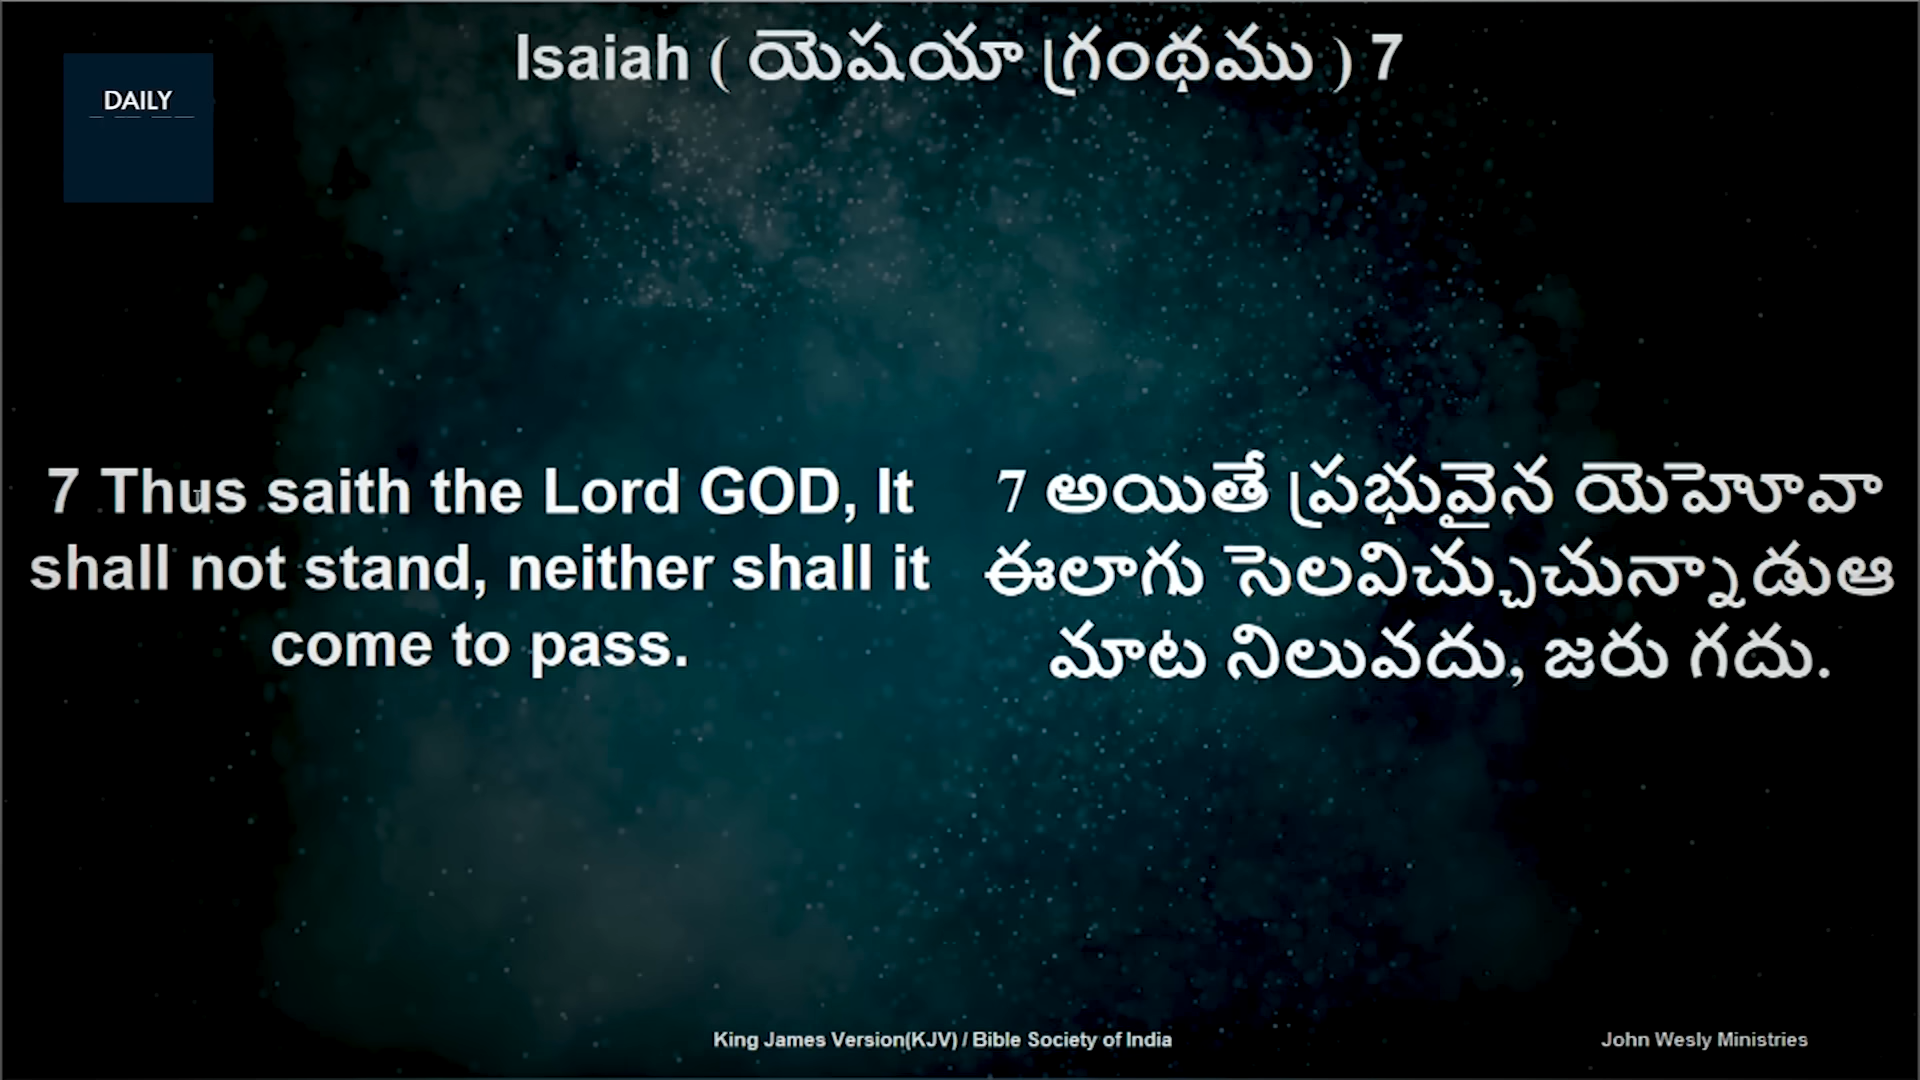 Isaiah ( యెషయా గ్రంథము ) 7
DAILY
7 Thus saith the Lord GOD, It
shall not stand, neither shall it
come to pass.
7 అయితే ప్రభువైన యెహోవా
ఈలాగు సెలవిచ్చుచున్నాడుఆ
మాట నిలువదు, జరు గదు.
King James Version(KJV) / Bible Society of India
John Wesly Ministries